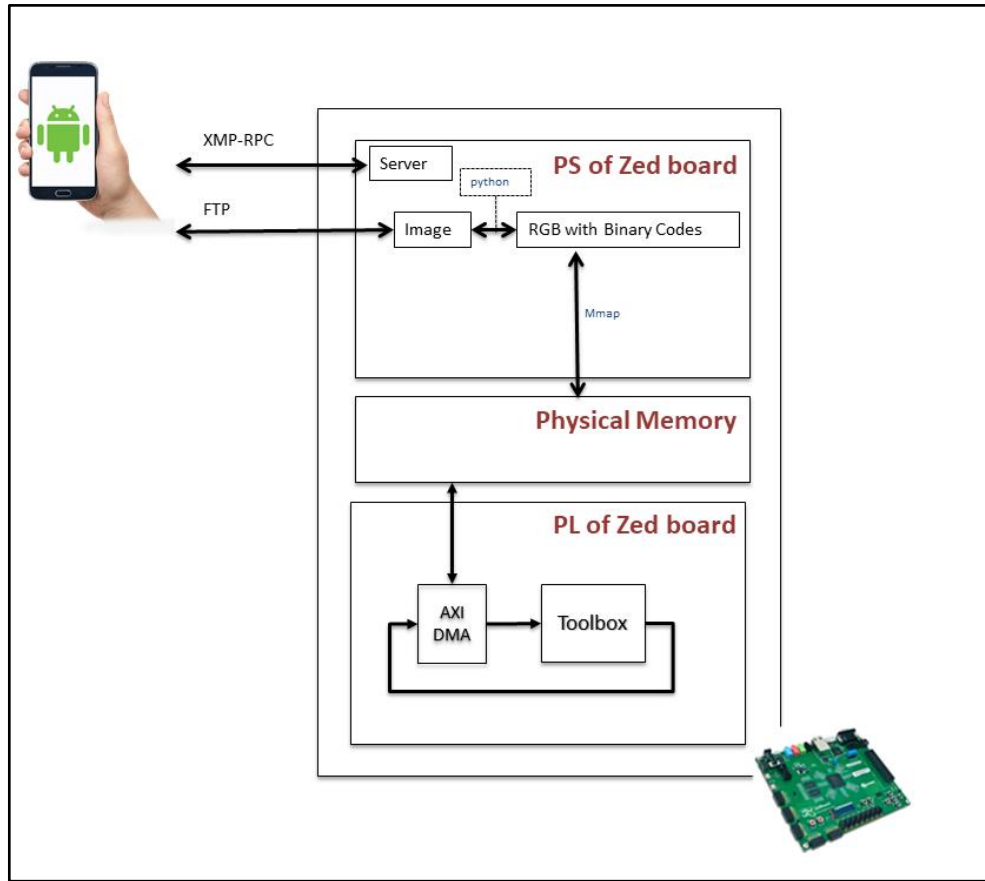 XMP-RPC
Server
PS of Zed board
python
FTP
Image
RGB with Binary Codes
Mmap
Physical Memory
PL of Zed board
AXI
DMA
Toolbox